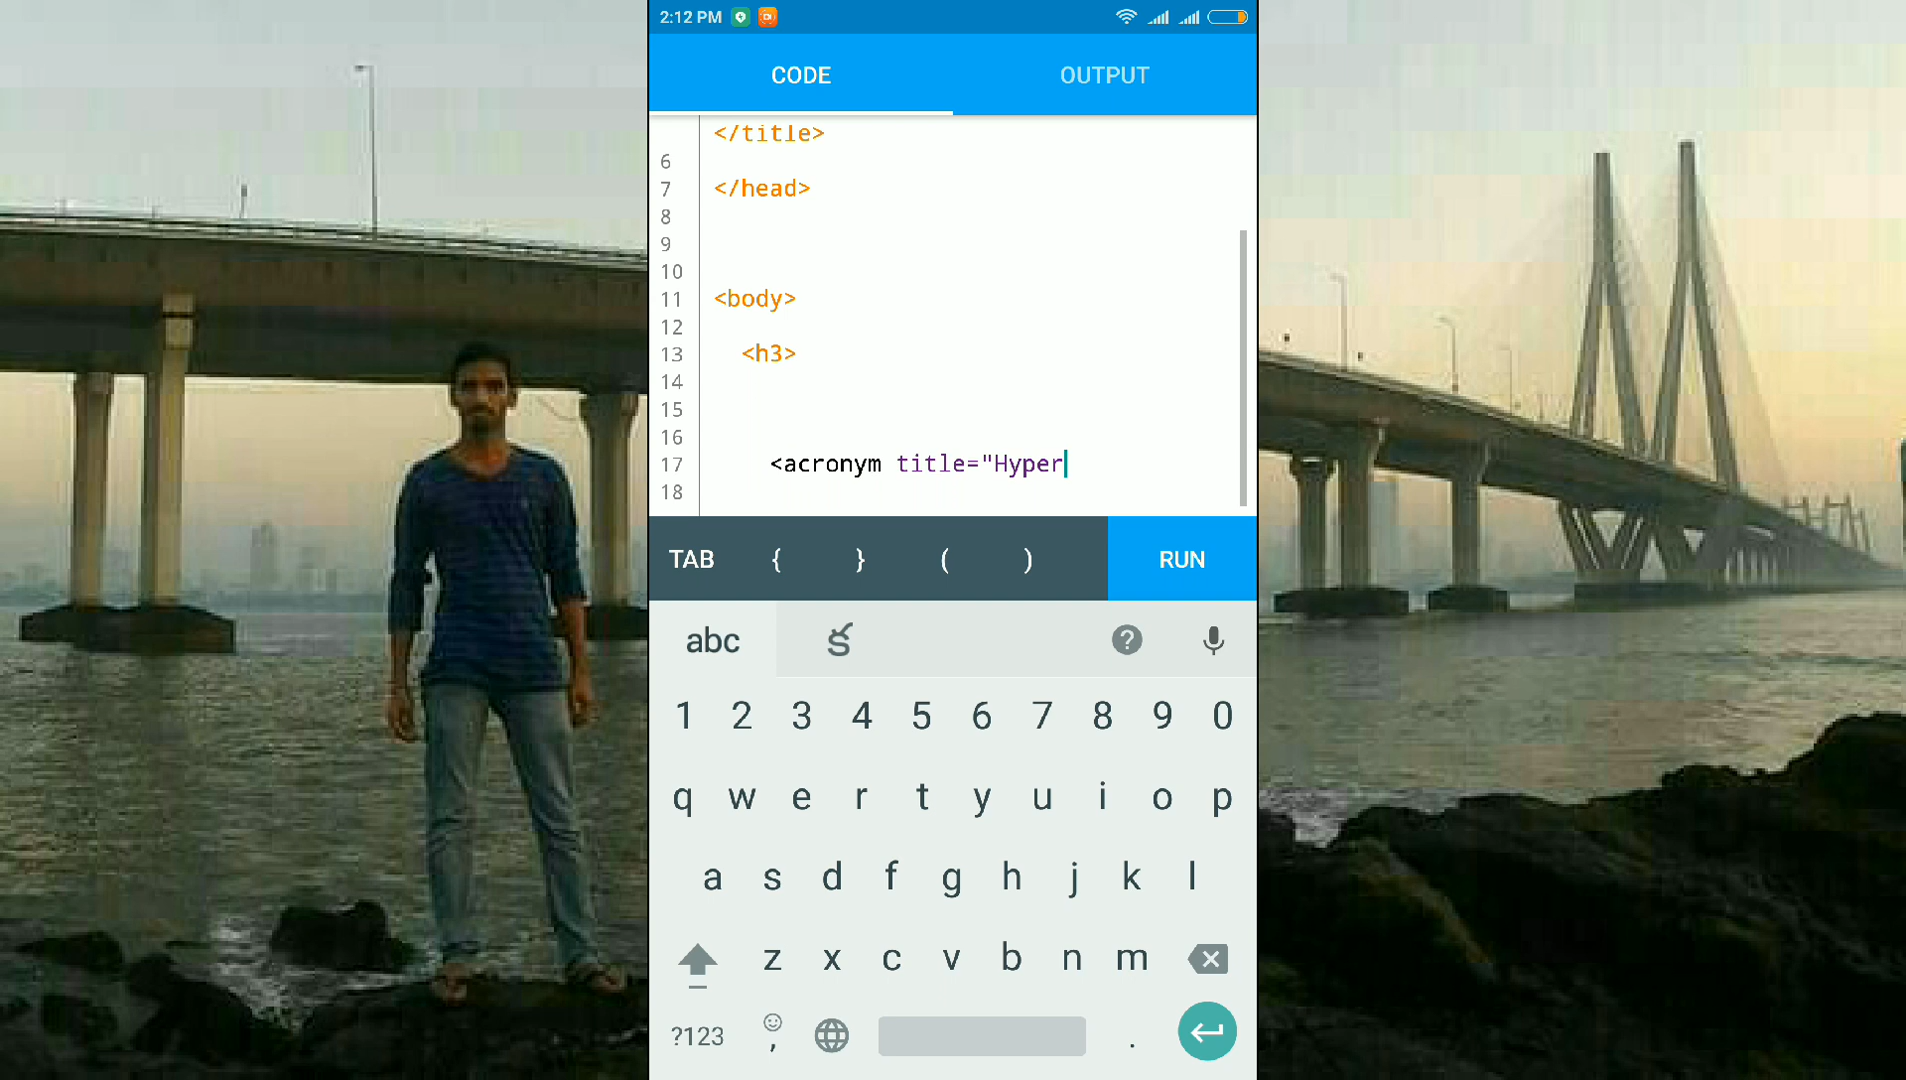 2:12 PM
CODE OUTPUT
</title>
6
7 </head>
8
9
10
11 <body>
12
13 <h3>
14
15
16
17 <acronym title="Hyper
18
TAB { } ( ) RUN
abc క
1 2 3 4 5 6 7 8 9 0
q w e r t y u i o p
a s d f g h j k l
z x c v b n m
?123 , .